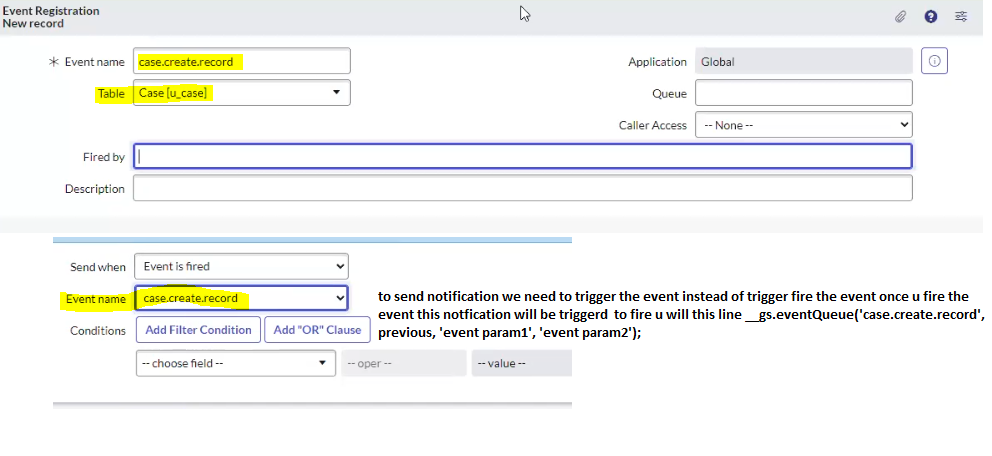 Event Registration
New record
* Event name case.create.record Application Global
Table Case [u_case] Queue
Caller Access -- None --
Fired by
Description
Send when Event is fired
Event name case.create.record
Conditions Add Filter Condition Add "OR" Clause
-- choose field -- -- oper -- -- value --
to send notification we need to trigger the event instead of trigger fire the event once u fire the
event this notfication will be triggerd to fire u will this line __gs.eventQueue('case.create.record',
previous, 'event param1', 'event param2');